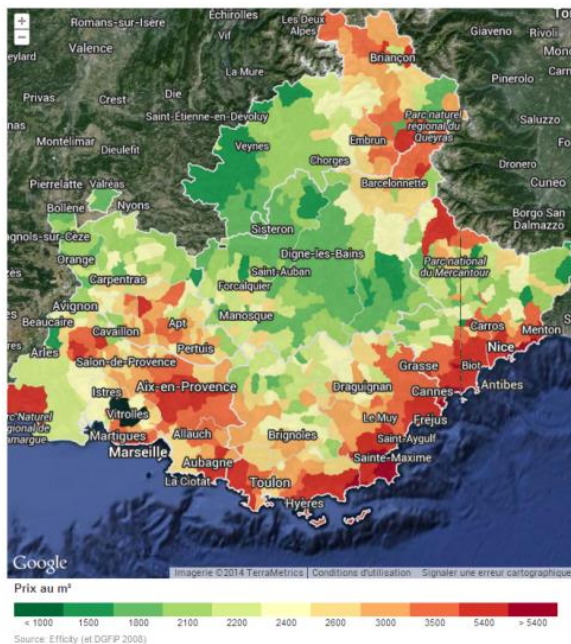 +
Échirolles
Les Deux
Romans-sur-Isère
Vif
Alpes
Giaveno
Rivoli
Valence
La Mure
Briançon
Pinerolo
Privas
Crest
Die
Saint-Étienne-en-Dévoluy
Parc naturel
régional du
Queyras
Saluzzo
Montélimar
Dieulefit
Veynes
Embrun
Chorges
Dronero
Pierrelatte
Valréas
Barcelonnette
Cuneo
Bollene
Nyons
Borgo San
Dalmazzo
Sisteron
Orange
Digne-les-Bains
Parc national
du Mercantour
Carpentras
Saint-Auban
Forcalquier
Avignon
Manosque
Carros
Menton
Beaucaire
Cavaillon
Apt
Nice
Arles
Pertuis
Grasse
Biot
Salon-de-Provence
Istres
Aix-en-Provence
Draguignan
Cannes
Antibes
Vitrolles
Le Muy
Fréjus
Martigues
Allauch
Brignoles
Saint-Aygulf
Marseille
Aubagne
Sainte-Maxime
La Ciotat
Toulon
Hyères
Google
Imagerie ©2014 TerraMetrics | Conditions d'utilisation Signaler une erreur cartographique
Prix au m²
< 1000 1500 1800 2100 2200 2400 2600 3000 3500 5400 > 5400
Source: Efficity (et DGFiP 2008)